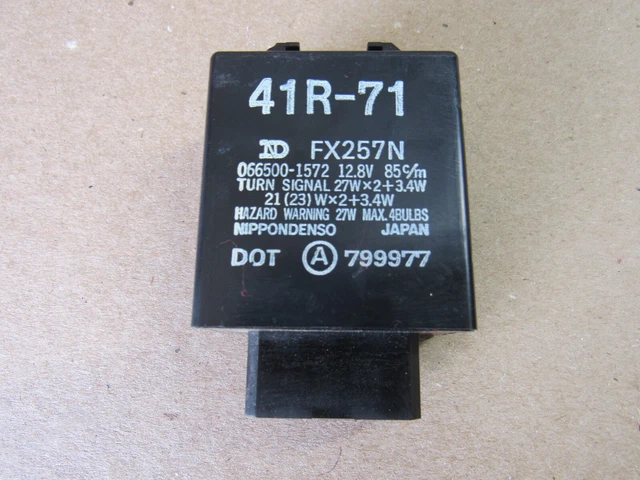 41R-71
ND FX257N
066500-1572 12.8V 85c/m
TURN SIGNAL 27W×2+3.4W
21(23)W×2+3.4W
HAZARD WARNING 27W MAX.4BULBS
NIPPONDENSO JAPAN
DOT Ⓐ 799977